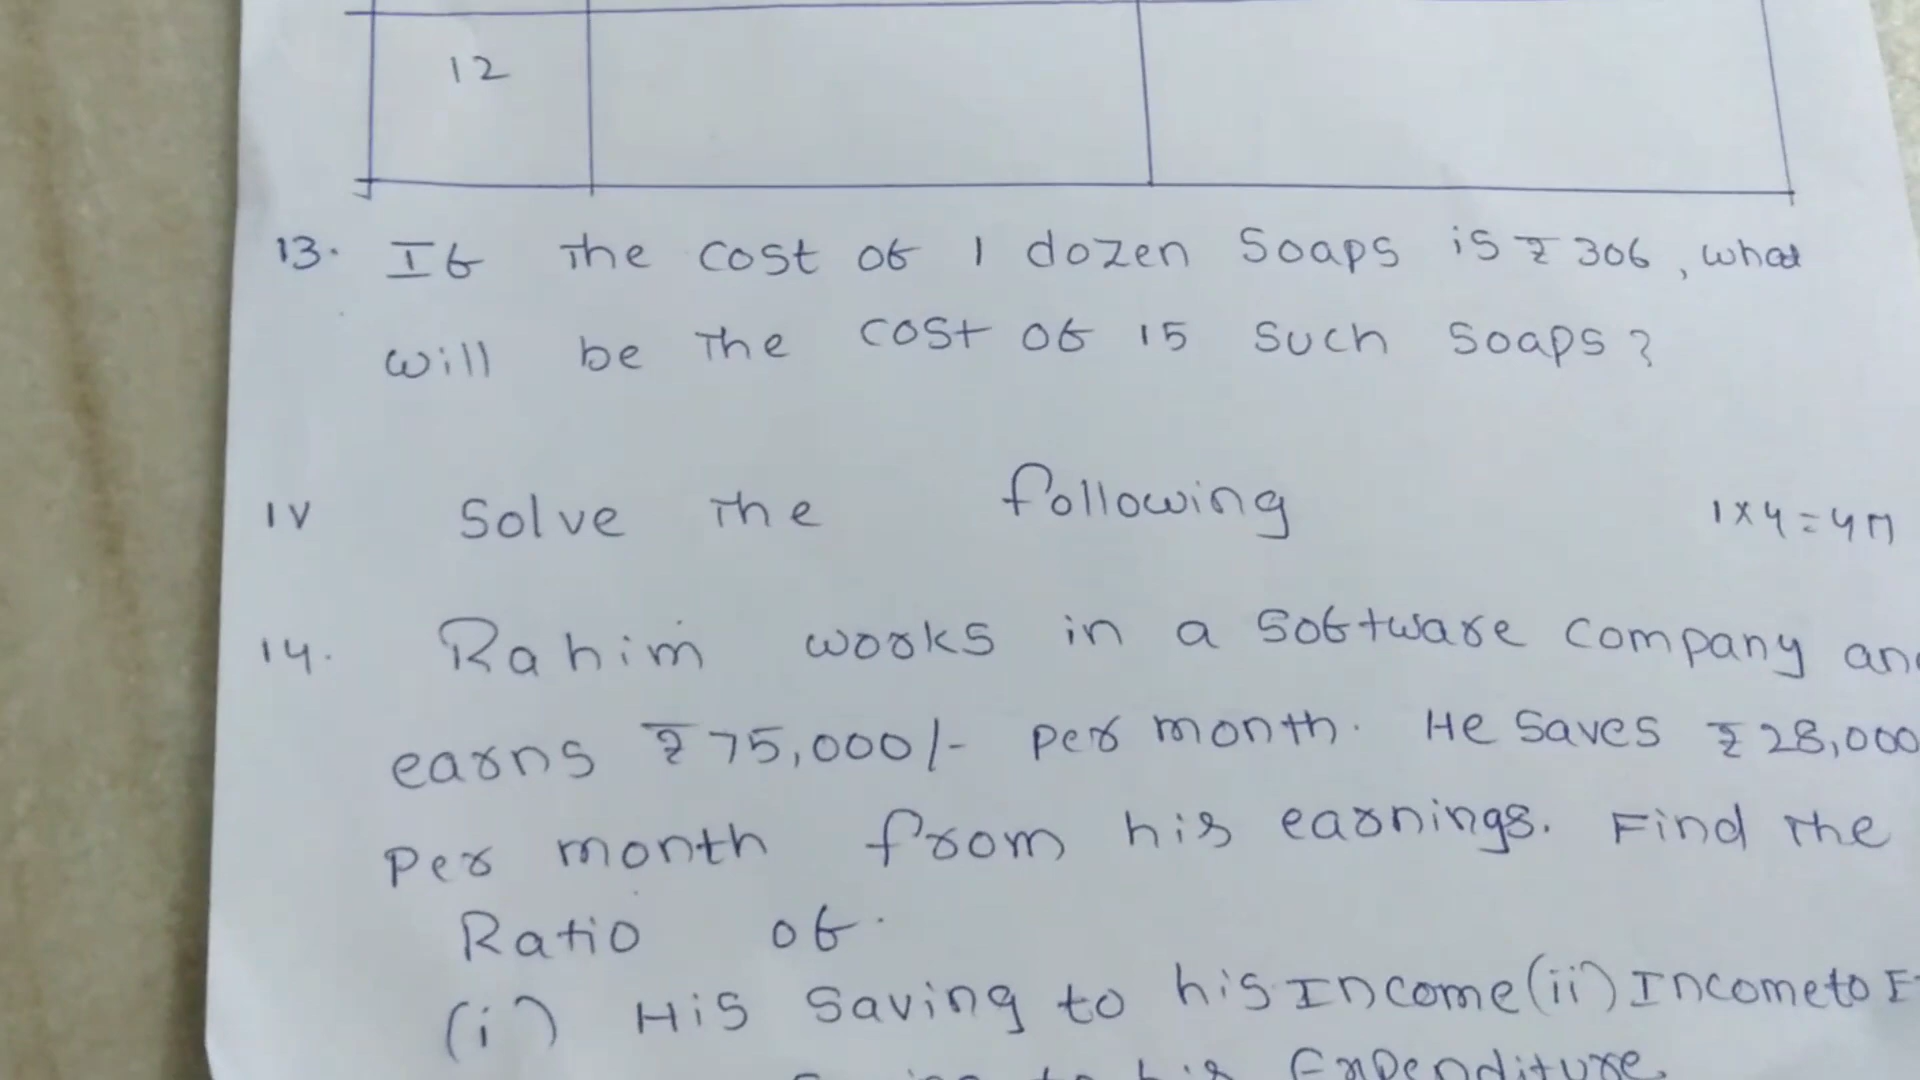 12
13. If the cost of 1 dozen soaps is ₹ 306, what
will be the cost of 15 such soaps?
IV Solve the following 1x4=4M
14. Rahim works in a software company an
earns ₹75,000/- per month. He saves ₹28,000
per month from his earnings. Find the
Ratio of.
(i) His saving to his Income (ii) Income to E
to his Expenditure.